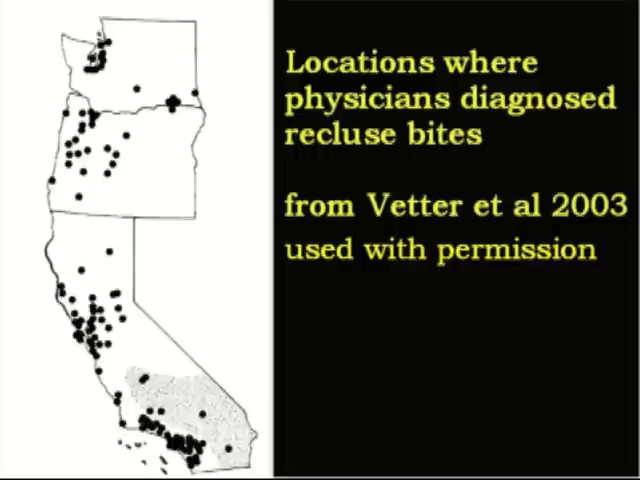 Locations where
physicians diagnosed
recluse bites
from Vetter et al 2003
used with permission